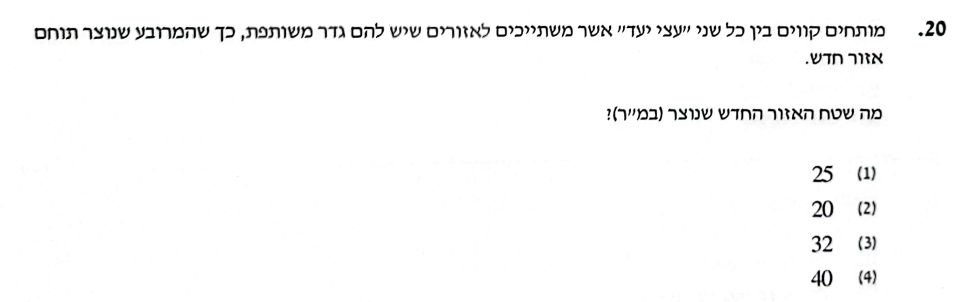 20. מותחים קווים בין כל שני "עצי יעד" אשר משתייכים לאזורים שיש להם גדר משותפת, כך שהמרובע שנוצר תוחם
אזור חדש.
מה שטח האזור החדש שנוצר (במ"ר)?
(1) 25
(2) 20
(3) 32
(4) 40